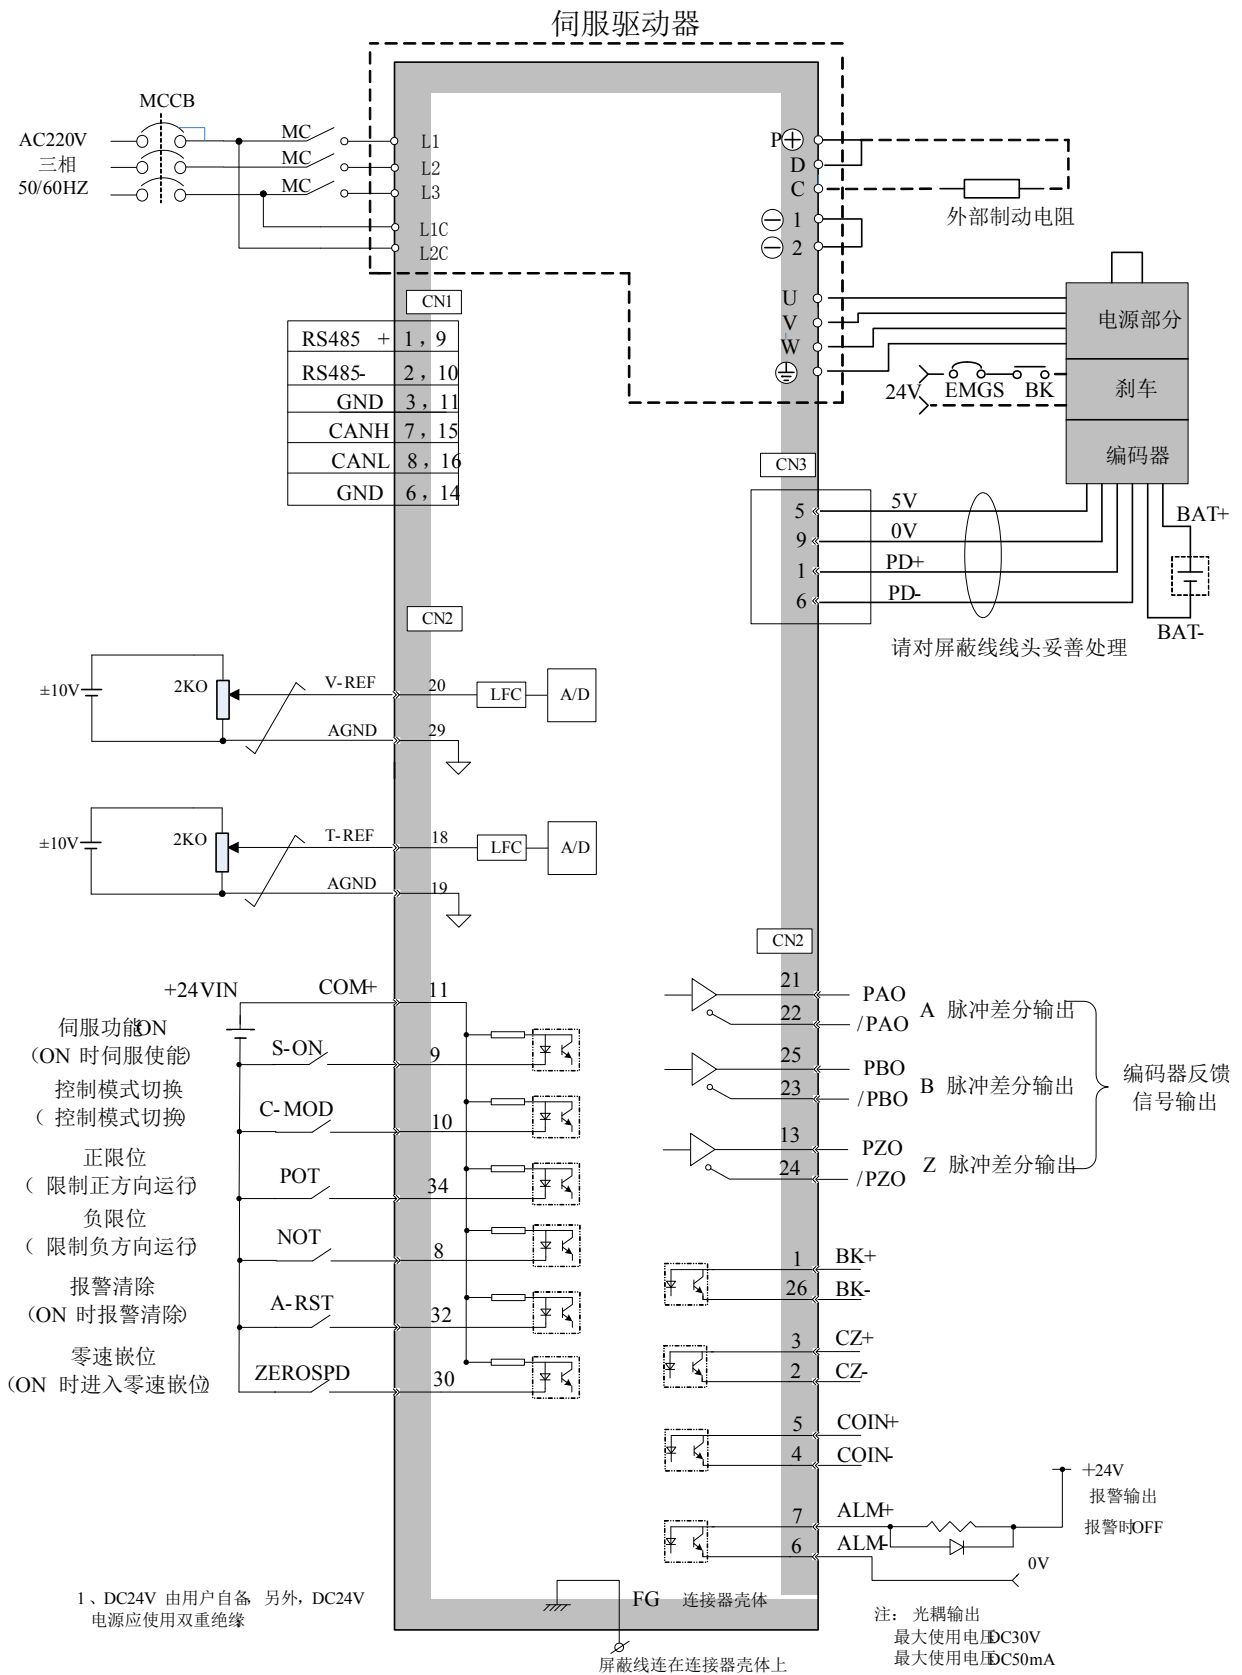 伺服驱动器
MCCB
AC220V
三相
50/60HZ
MC
MC
MC
L1
L2
L3
L1C
L2C
P
D
C
1
2
外部制动电阻
U
V
W
电源部分
24V
EMGS
BK
刹车
编码器
CN1
RS485 + 1，9
RS485- 2，10
GND 3，11
CANH 7，15
CANL 8，16
GND 6，14
CN3
5 5V
9 0V
1 PD+
6 PD-
BAT+
BAT-
请对屏蔽线线头妥善处理
CN2
±10V
2KO
V-REF
20
LFC
A/D
AGND
29
±10V
2KO
T-REF
18
LFC
A/D
AGND
19
+24VIN
COM+
11
伺服功能ON
（ON 时伺服使能）
S-ON
9
控制模式切换
（ 控制模式切换）
C-MOD
10
正限位
（ 限制正方向运行）
POT
34
负限位
（ 限制负方向运行）
NOT
8
报警清除
（ON 时报警清除）
A-RST
32
零速嵌位
（ON 时进入零速嵌位）
ZEROSPD
30
CN2
21 PAO
22 /PAO
A 脉冲差分输出
25 PBO
23 /PBO
B 脉冲差分输出
13 PZO
24 /PZO
Z 脉冲差分输出
编码器反馈
信号输出
1 BK+
26 BK-
3 CZ+
2 CZ-
5 COIN+
4 COIN-
7 ALM+
6 ALM-
+24V
报警输出
报警时OFF
0V
FG 连接器壳体
屏蔽线连在连接器壳体上
1、DC24V 由用户自备，另外，DC24V
电源应使用双重绝缘
注： 光耦输出
最大使用电压DC30V
最大使用电压DC50mA